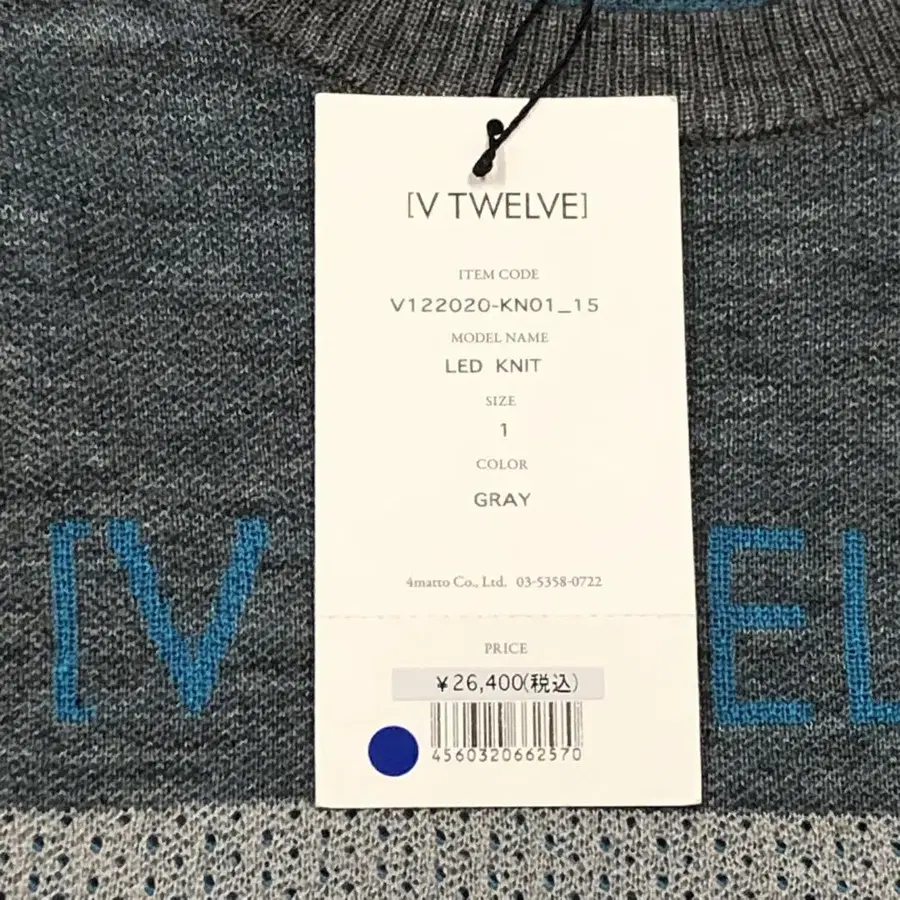 [V TWELVE]
ITEM CODE
V122020-KN01_15
MODEL NAME
LED KNIT
SIZE
1
COLOR
GRAY
4matto Co., Ltd. 03-5358-0722
PRICE
¥26,400(税込)
4560320662570
[V EL